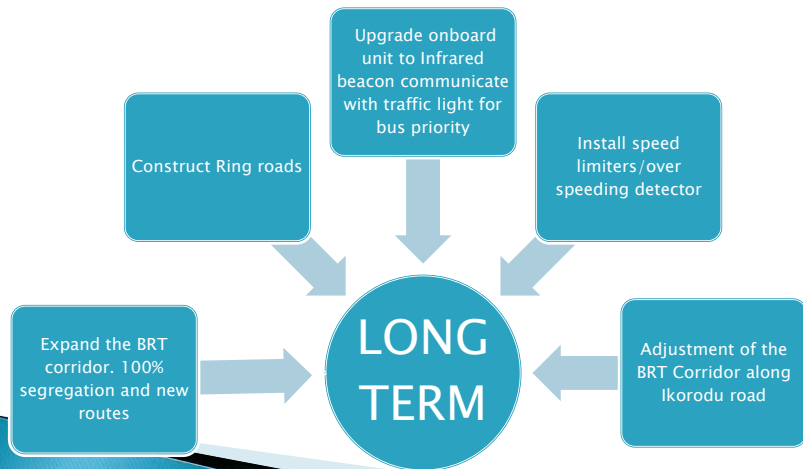 Upgrade onboard
unit to Infrared
beacon communicate
with traffic light for
bus priority
Construct Ring roads
Install speed
limiters/over
speeding detector
Expand the BRT
corridor. 100%
segregation and new
routes
LONG
TERM
Adjustment of the
BRT Corridor along
Ikorodu road